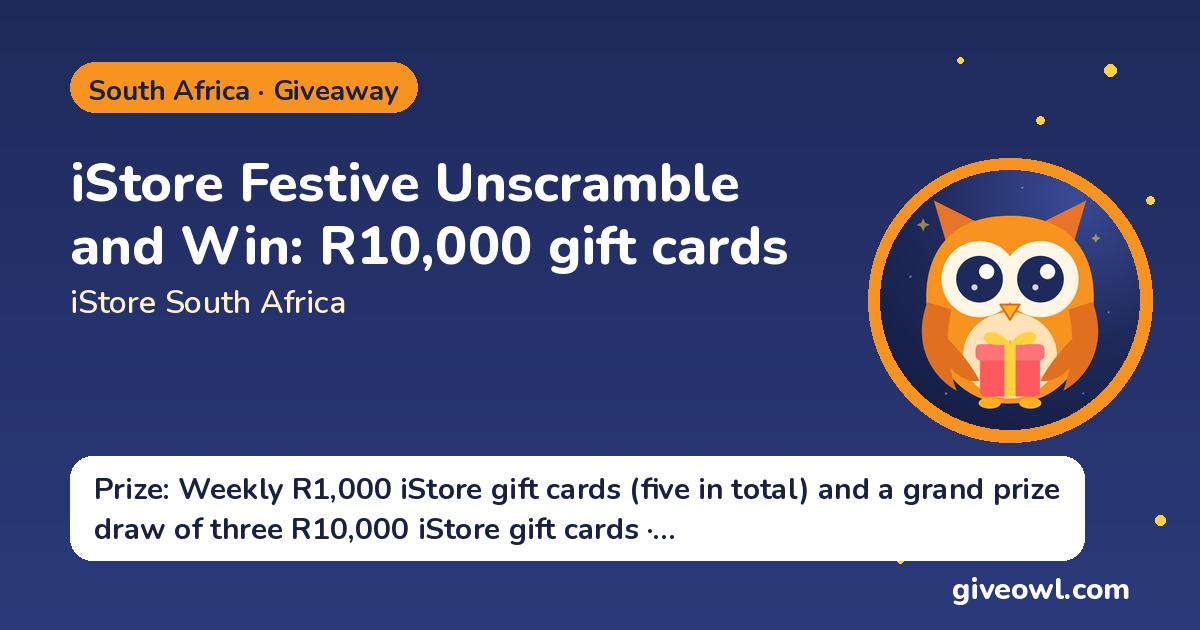 South Africa · Giveaway
iStore Festive Unscramble
and Win: R10,000 gift cards
iStore South Africa
Prize: Weekly R1,000 iStore gift cards (five in total) and a grand prize
draw of three R10,000 iStore gift cards ·...
giveowl.com